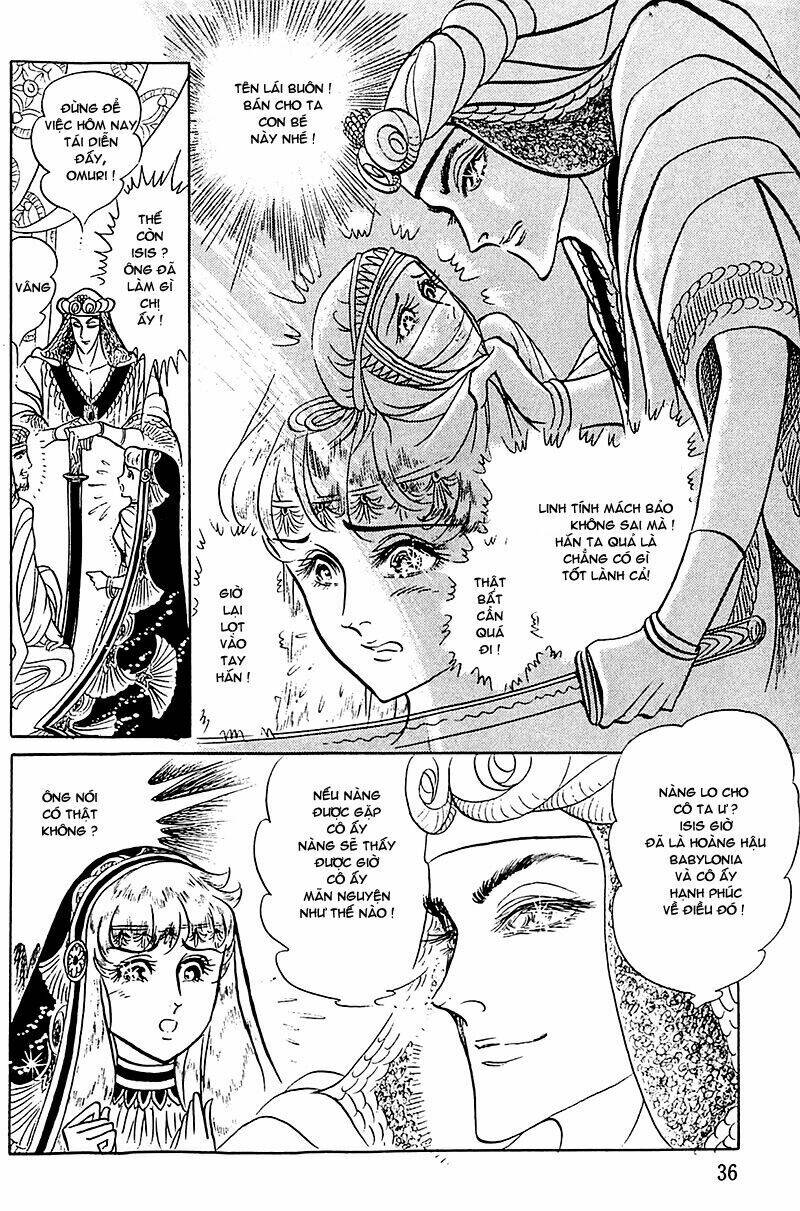 TÊN LÁI BUÔN !
BÁN CHO TA
CON BÉ
NÀY NHÉ !
ĐỪNG ĐỂ
VIỆC HÔM NAY
TÁI DIỄN
ĐẤY,
OMURI !
VÂNG
THẾ
CÒN
ISIS ?
ÔNG ĐÃ
LÀM GÌ
CHỊ
ẤY !
LINH TÍNH MÁCH BẢO
KHÔNG SAI MÀ !
HẮN TA QUẢ LÀ
CHẲNG CÓ GÌ
TỐT LÀNH CẢ!
THẬT
BẤT
CẨN
QUÁ
ĐI !
GIỜ
LẠI
LỌT
VÀO
TAY
HẮN !
ÔNG NÓI
CÓ THẬT
KHÔNG ?
NẾU NÀNG
ĐƯỢC GẶP
CÔ ẤY
NÀNG SẼ THẤY
ĐƯỢC GIỜ
CÔ ẤY
MÃN NGUYỆN
NHƯ THẾ NÀO !
NÀNG LO CHO
CÔ TA Ư ?
ISIS GIỜ
ĐÃ LÀ HOÀNG HẬU
BABYLONIA
VÀ CÔ ẤY
HẠNH PHÚC
VỀ ĐIỀU ĐÓ !
36